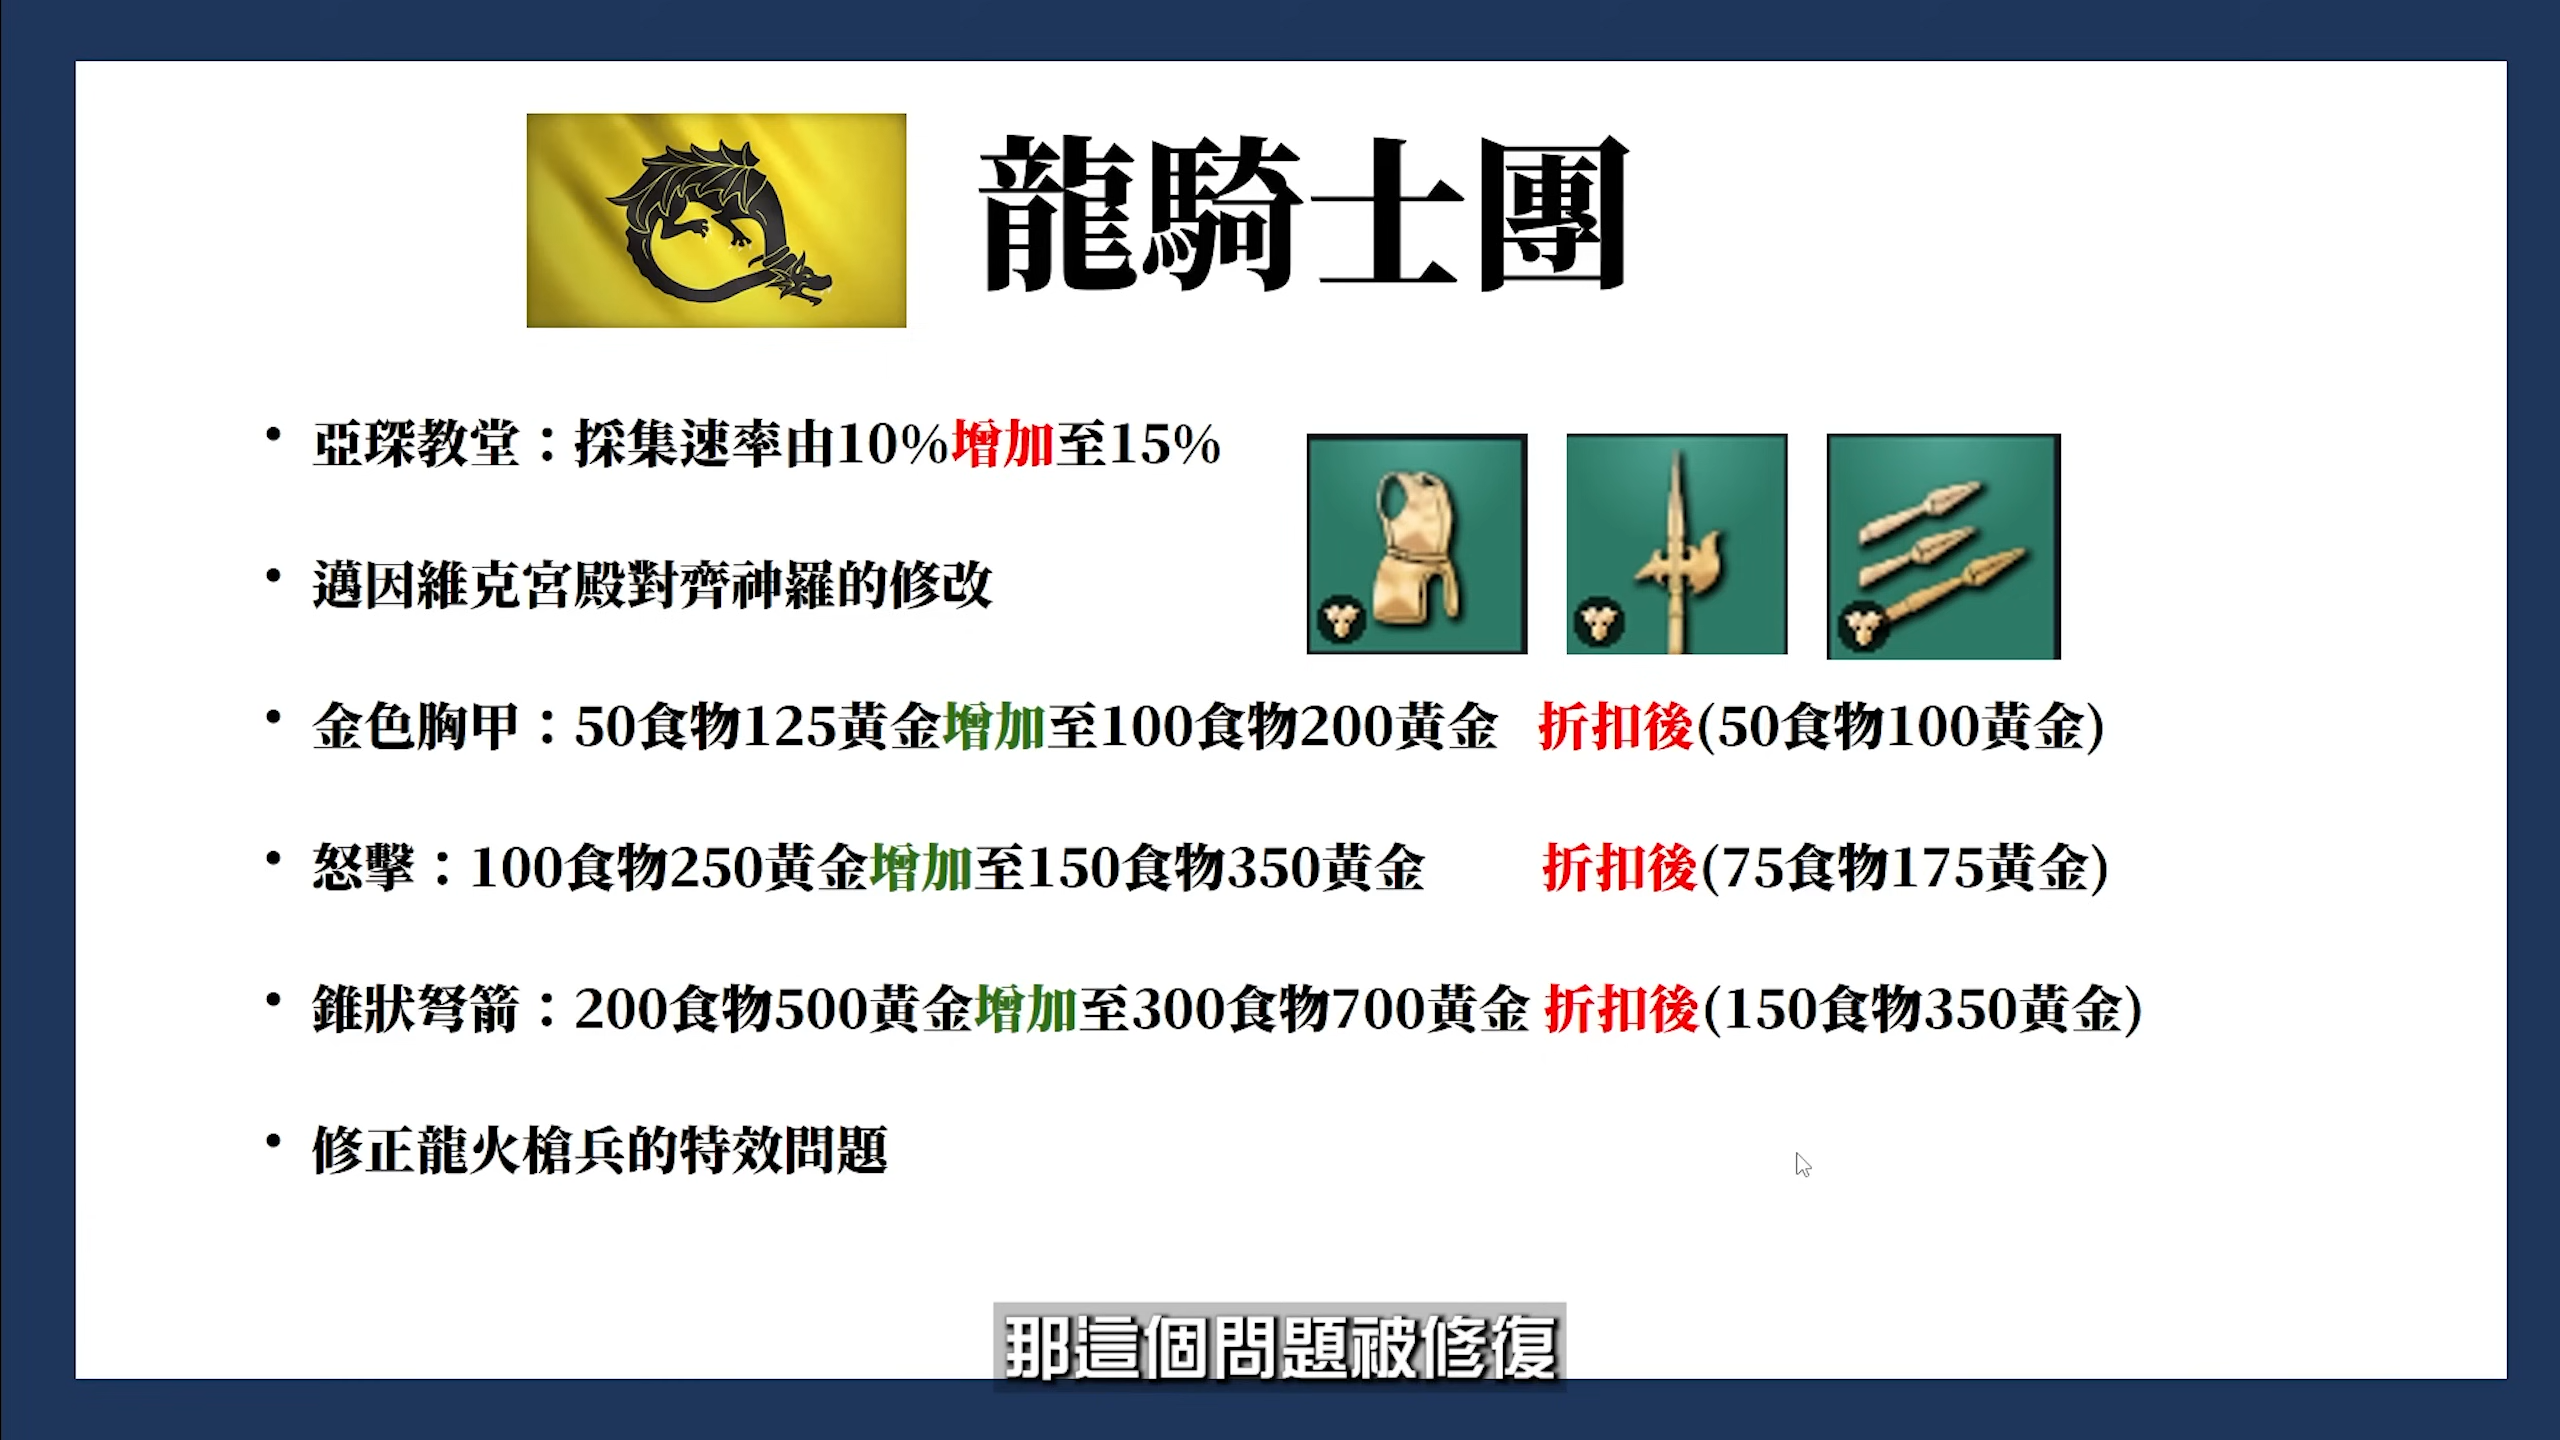 龍騎士團
• 亞琛教堂：採集速率由10%增加至15%
• 邁因維克宮殿對齊神羅的修改
• 金色胸甲：50食物125黃金增加至100食物200黃金 折扣後(50食物100黃金)
• 怒擊：100食物250黃金增加至150食物350黃金 折扣後(75食物175黃金)
• 錐狀弩箭：200食物500黃金增加至300食物700黃金 折扣後(150食物350黃金)
• 修正龍火槍兵的特效問題
那這個問題被修復